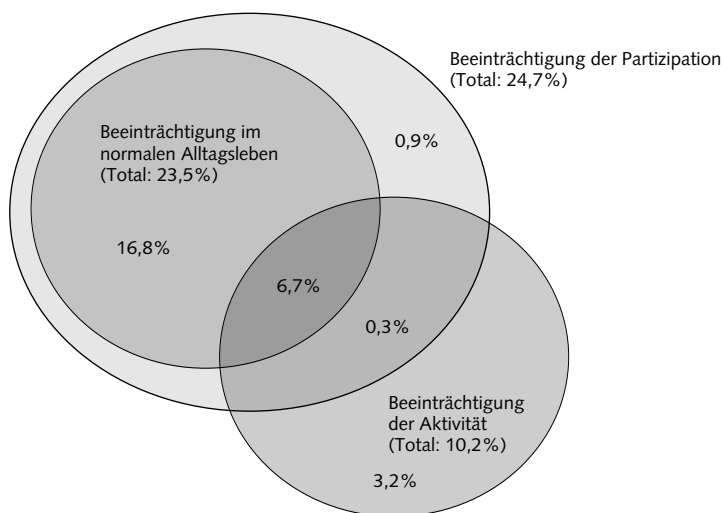 Beeinträchtigung der Partizipation
(Total: 24,7%)
Beeinträchtigung im
normalen Alltagsleben
(Total: 23,5%)
0,9%
16,8%
6,7%
0,3%
Beeinträchtigung
der Aktivität
(Total: 10,2%)
3,2%